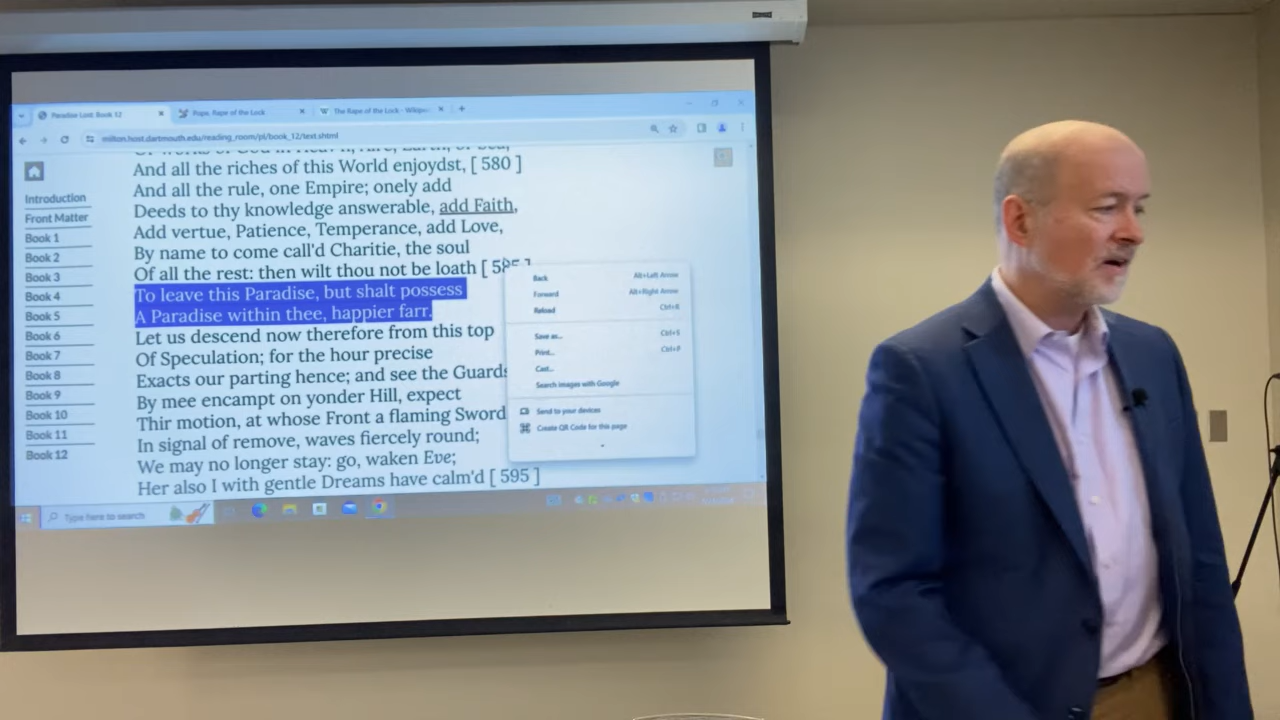 Paradise Lost: Book 12
Pope, Rape of the Lock
The Rape of the Lock - Wikipe
milton.host.dartmouth.edu/reading_room/pl/book_12/text.shtml
Introduction
Front Matter
Book 1
Book 2
Book 3
Book 4
Book 5
Book 6
Book 7
Book 8
Book 9
Book 10
Book 11
Book 12
And all the riches of this World enjoydst, [ 580 ]
And all the rule, one Empire; onely add
Deeds to thy knowledge answerable, add Faith,
Add vertue, Patience, Temperance, add Love,
By name to come call'd Charitie, the soul
Of all the rest: then wilt thou not be loath [ 585 ]
To leave this Paradise, but shalt possess
A Paradise within thee, happier farr.
Let us descend now therefore from this top
Of Speculation; for the hour precise
Exacts our parting hence; and see the Guards
By mee encampt on yonder Hill, expect
Thir motion, at whose Front a flaming Sword
In signal of remove, waves fiercely round;
We may no longer stay: go, waken Eve;
Her also I with gentle Dreams have calm'd [ 595 ]
Back Alt+Left Arrow
Forward Alt+Right Arrow
Reload Ctrl+R
Save as... Ctrl+S
Print... Ctrl+P
Cast...
Search images with Google
Send to your devices
Create QR Code for this page
Type here to search